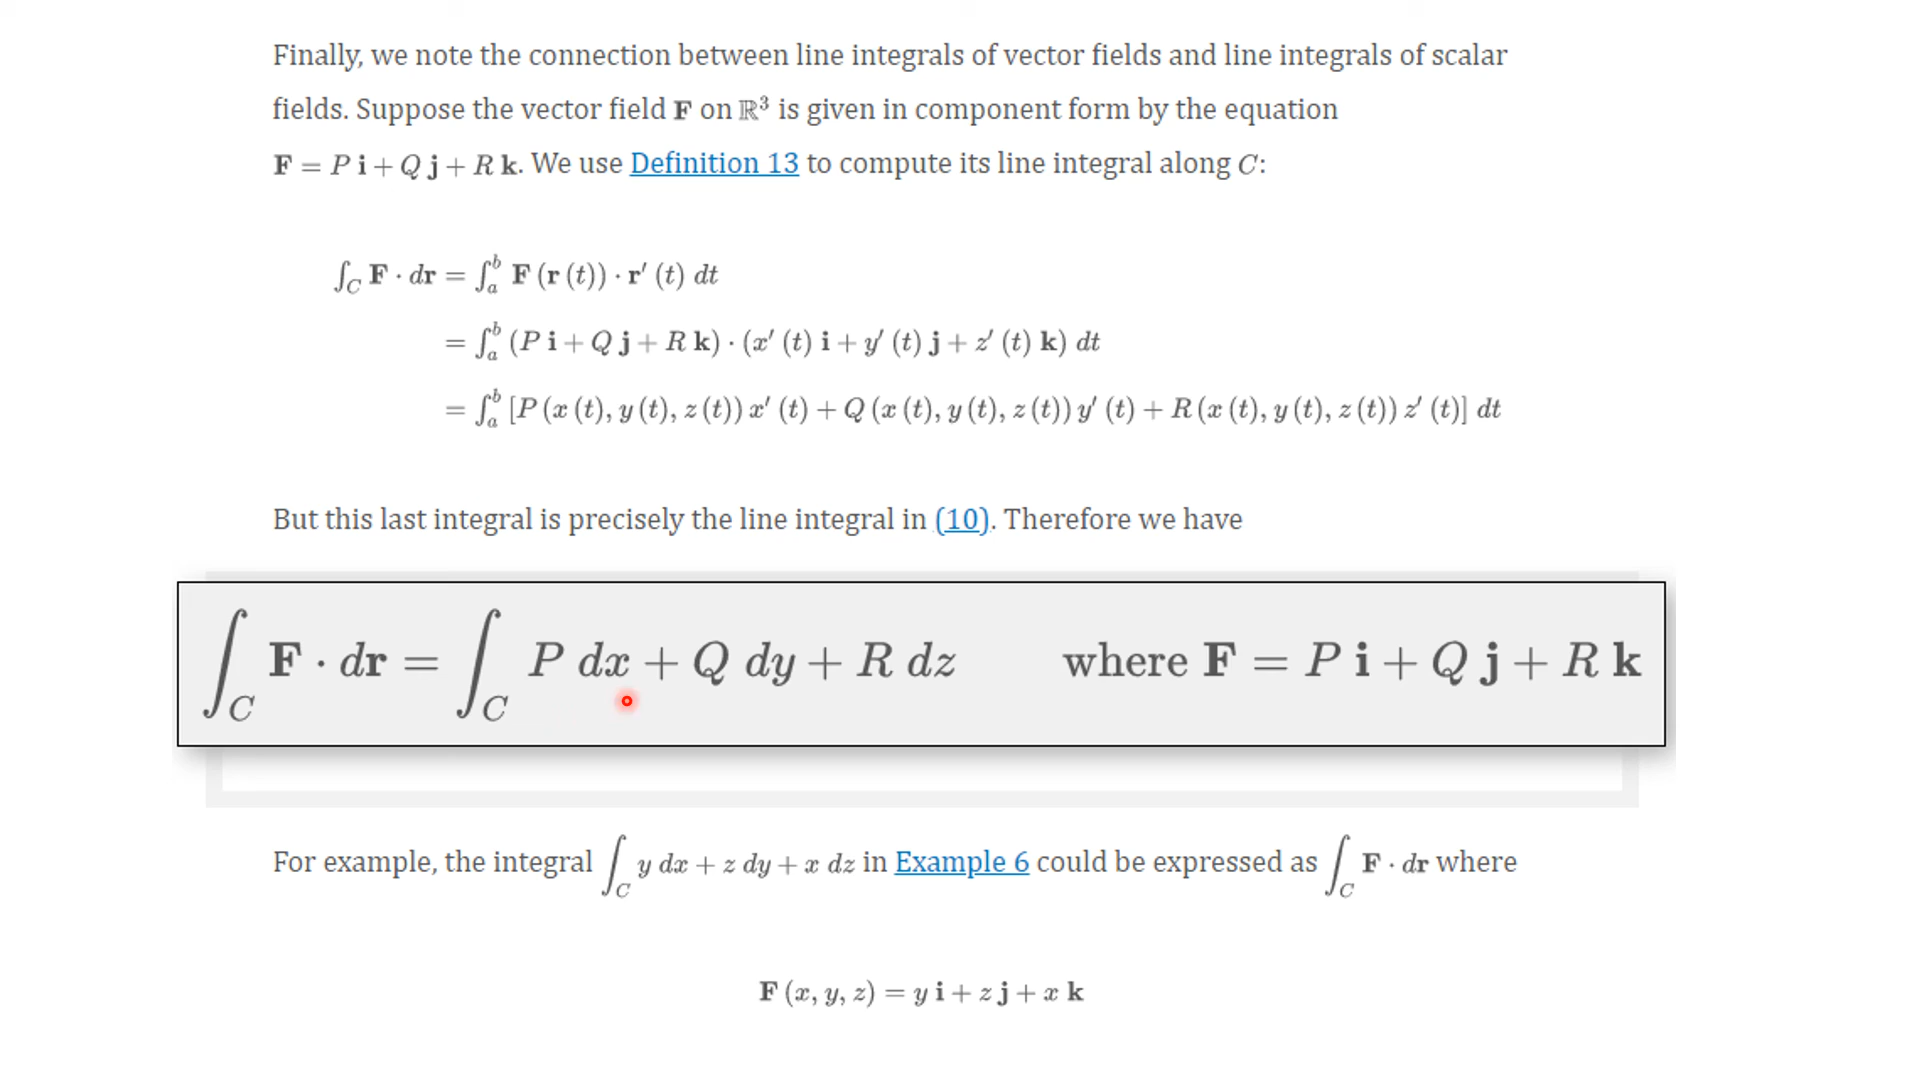 Finally, we note the connection between line integrals of vector fields and line integrals of scalar
fields. Suppose the vector field F on ℝ³ is given in component form by the equation
F = P i + Q j + R k. We use Definition 13 to compute its line integral along C:
∫_C F · dr = ∫_a^b F (r (t)) · r′ (t) dt
= ∫_a^b (P i + Q j + R k) · (x′ (t) i + y′ (t) j + z′ (t) k) dt
= ∫_a^b [P (x (t), y (t), z (t)) x′ (t) + Q (x (t), y (t), z (t)) y′ (t) + R (x (t), y (t), z (t)) z′ (t)] dt
But this last integral is precisely the line integral in (10). Therefore we have
∫_C F · dr = ∫_C P dx + Q dy + R dz where F = P i + Q j + R k
For example, the integral ∫_C y dx + z dy + x dz in Example 6 could be expressed as ∫_C F · dr where
F (x, y, z) = y i + z j + x k